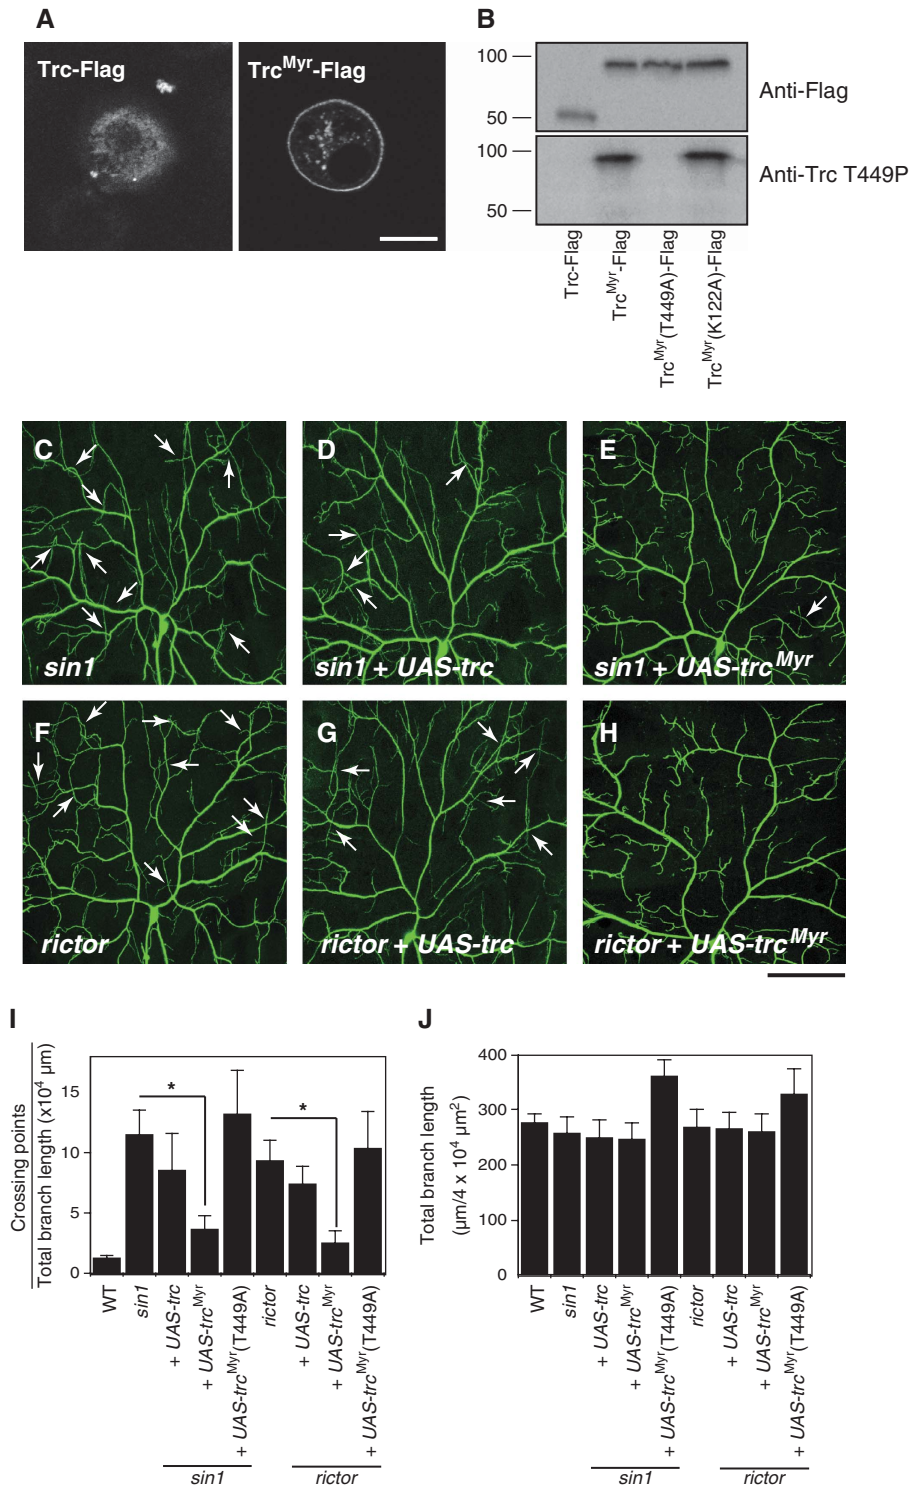 A
Trc-Flag
Trc^Myr-Flag
B
100
50
Anti-Flag
100
50
Anti-Trc T449P
Trc-Flag
Trc^Myr-Flag
Trc^Myr(T449A)-Flag
Trc^Myr(K122A)-Flag
C
sin1
D
sin1 + UAS-trc
E
sin1 + UAS-trc^Myr
F
rictor
G
rictor + UAS-trc
H
rictor + UAS-trc^Myr
I
Crossing points
Total branch length (x10⁴ µm)
15
10
5
0
*
*
WT
sin1
+ UAS-trc
+ UAS-trc^Myr
+ UAS-trc^Myr(T449A)
rictor
+ UAS-trc
+ UAS-trc^Myr
+ UAS-trc^Myr(T449A)
sin1
rictor
J
Total branch length
(µm/4 x 10⁴ µm²)
400
300
200
100
0
WT
sin1
+ UAS-trc
+ UAS-trc^Myr
+ UAS-trc^Myr(T449A)
rictor
+ UAS-trc
+ UAS-trc^Myr
+ UAS-trc^Myr(T449A)
sin1
rictor